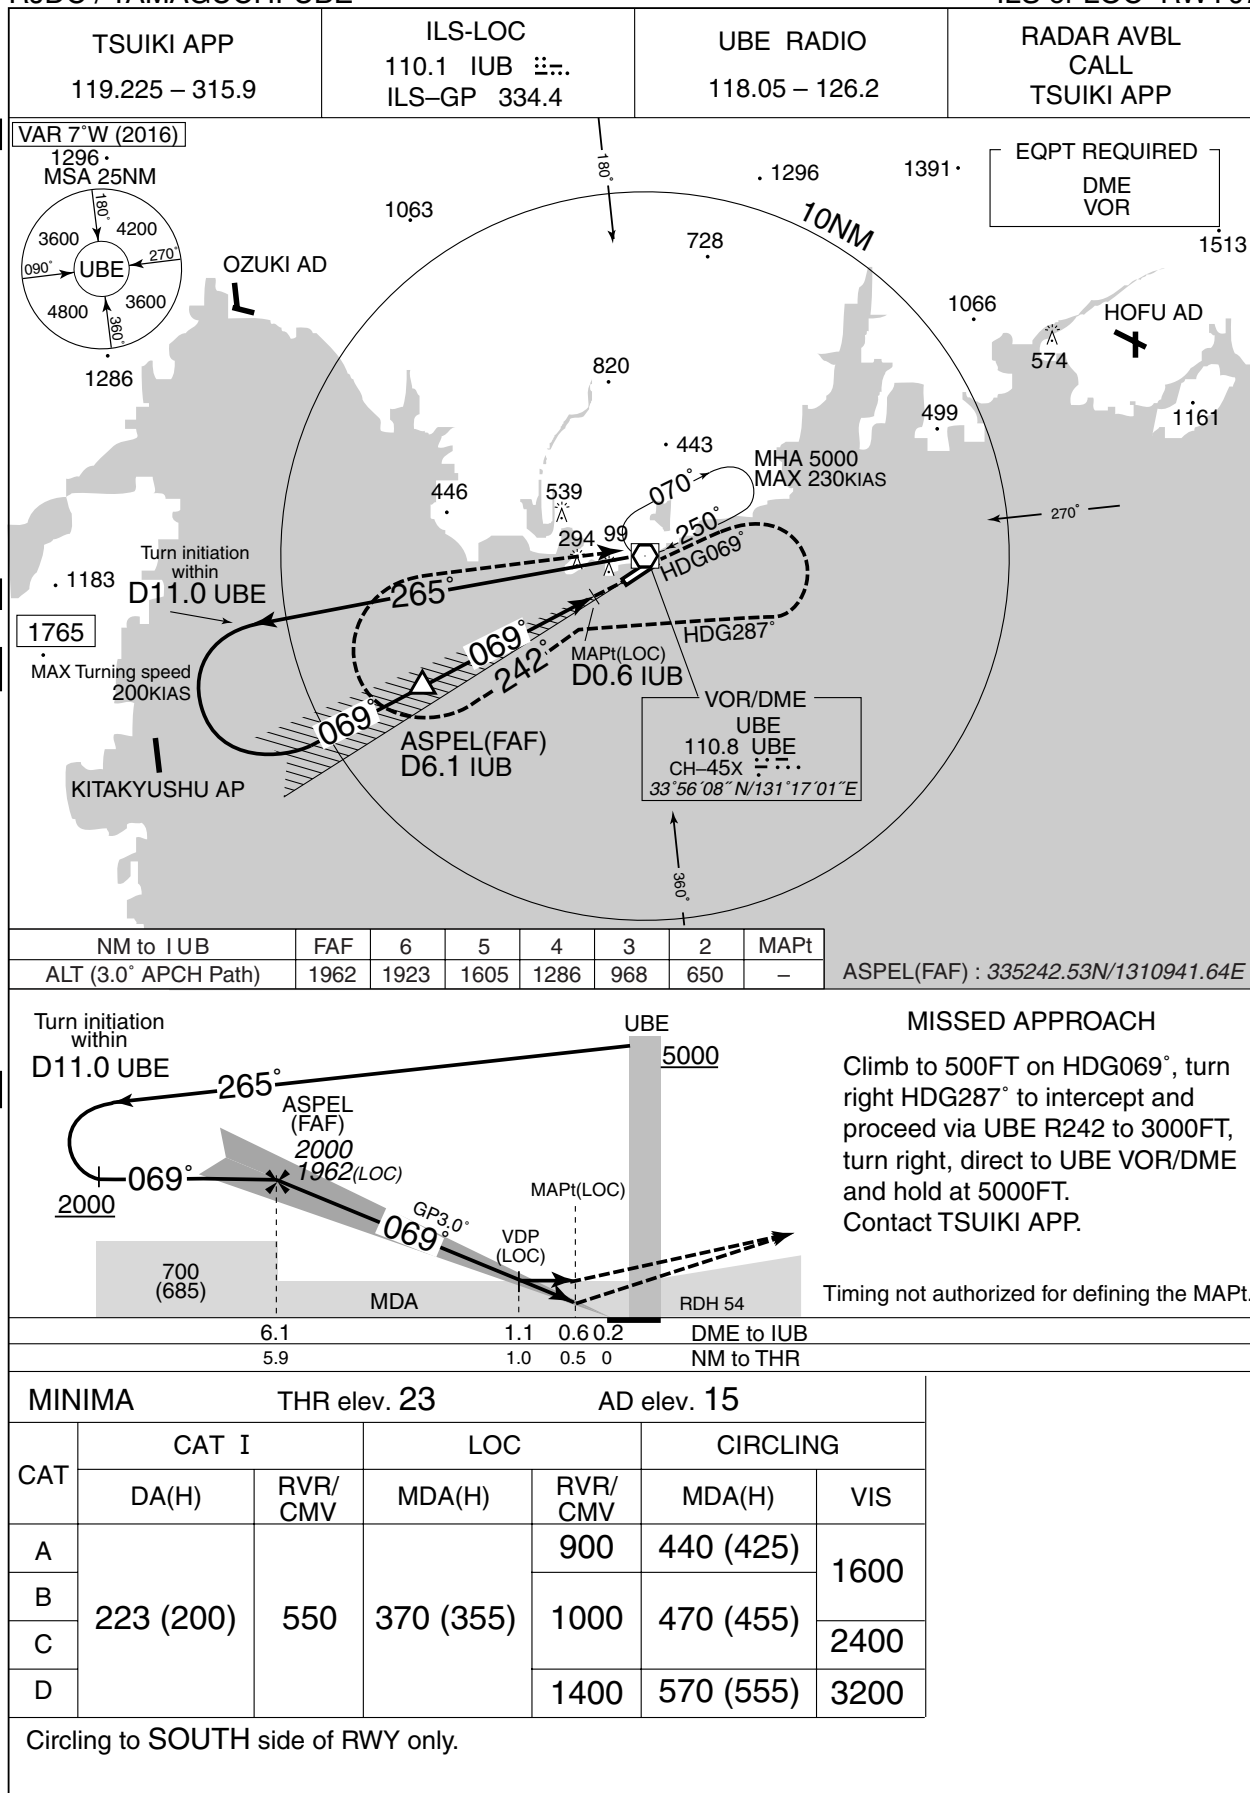 TSUIKI APP
119.225 – 315.9
ILS-LOC
110.1 IUB
ILS–GP 334.4
UBE RADIO
118.05 – 126.2
RADAR AVBL
CALL
TSUIKI APP
VAR 7°W (2016)
1296
MSA 25NM
180°
3600
4200
090°
UBE
270°
4800
3600
360°
1286
OZUKI AD
1063
180°
1296
1391
EQPT REQUIRED
DME
VOR
10NM
728
1513
1066
HOFU AD
574
820
499
1161
443
MHA 5000
MAX 230KIAS
446
539
070°
250°
270°
294
99
HDG069°
Turn initiation
within
D11.0 UBE
1183
265°
1765
MAX Turning speed
200KIAS
069°
242°
HDG287°
MAPt(LOC)
D0.6 IUB
069°
ASPEL(FAF)
D6.1 IUB
VOR/DME
UBE
110.8 UBE
CH–45X
33°56′08″N/131°17′01″E
KITAKYUSHU AP
360°
NM to IUB FAF 6 5 4 3 2 MAPt
ALT (3.0° APCH Path) 1962 1923 1605 1286 968 650 –
ASPEL(FAF) : 335242.53N/1310941.64E
Turn initiation
within
D11.0 UBE
UBE
5000
265°
ASPEL
(FAF)
2000
1962(LOC)
069°
2000
GP3.0°
069°
MAPt(LOC)
VDP
(LOC)
700
(685)
MDA
RDH 54
6.1 1.1 0.6 0.2 DME to IUB
5.9 1.0 0.5 0 NM to THR
MISSED APPROACH
Climb to 500FT on HDG069°, turn
right HDG287° to intercept and
proceed via UBE R242 to 3000FT,
turn right, direct to UBE VOR/DME
and hold at 5000FT.
Contact TSUIKI APP.
Timing not authorized for defining the MAPt.
MINIMA THR elev. 23 AD elev. 15
CAT
CAT I LOC CIRCLING
DA(H) RVR/CMV MDA(H) RVR/CMV MDA(H) VIS
A 900 440 (425)
1600
B
223 (200) 550 370 (355) 1000 470 (455)
C 2400
D 1400 570 (555) 3200
Circling to SOUTH side of RWY only.